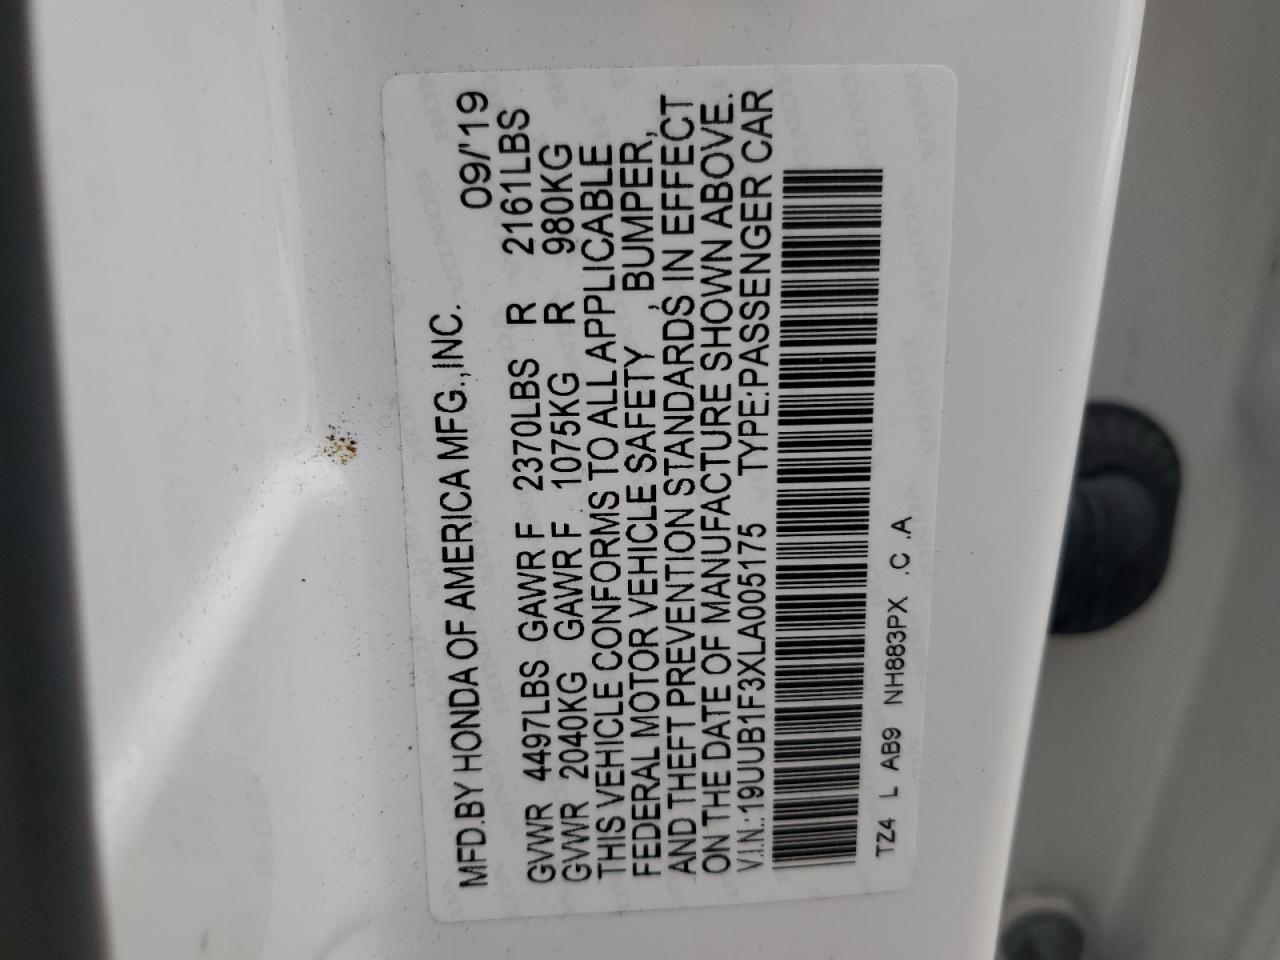 MFD.BY HONDA OF AMERICA MFG.,INC. 09/'19
GVWR 4497LBS GAWR F 2370LBS R 2161LBS
GVWR 2040KG GAWR F 1075KG R 980KG
THIS VEHICLE CONFORMS TO ALL APPLICABLE
FEDERAL MOTOR VEHICLE SAFETY, BUMPER,
AND THEFT PREVENTION STANDARDS IN EFFECT
ON THE DATE OF MANUFACTURE SHOWN ABOVE.
V.I.N.:19UUB1F3XLA005175 TYPE:PASSENGER CAR
TZ4 L AB9 NH883PX .C .A